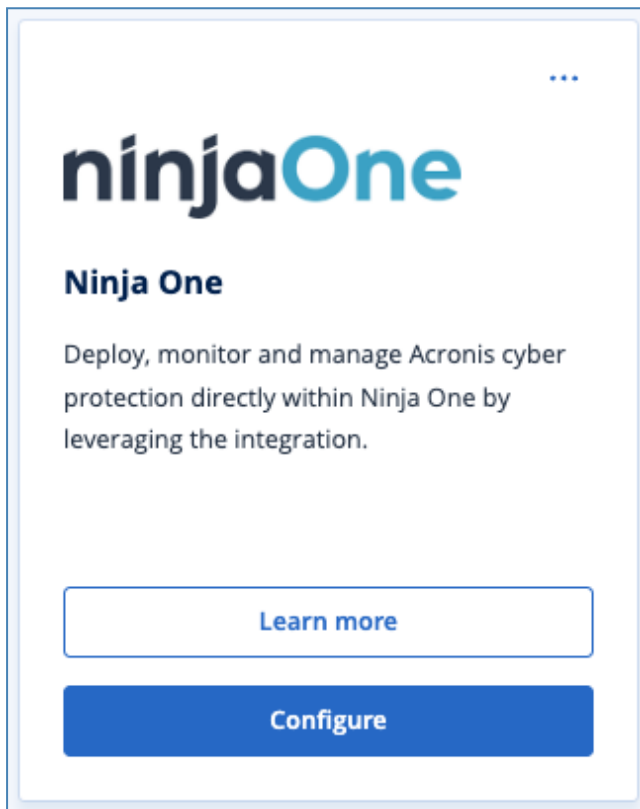 ninjaOne
Ninja One
Deploy, monitor and manage Acronis cyber
protection directly within Ninja One by
leveraging the integration.
Learn more
Configure